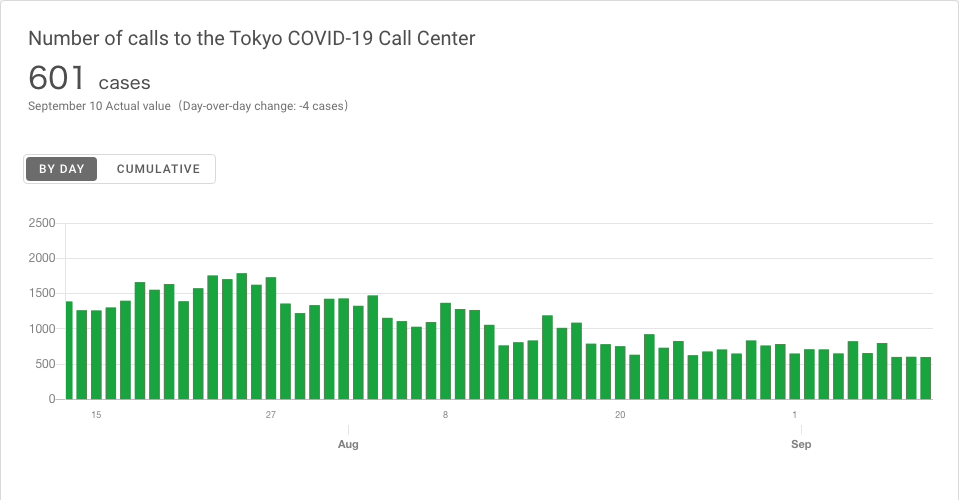 Number of calls to the Tokyo COVID-19 Call Center
601 cases
September 10 Actual value（Day-over-day change: -4 cases）
BY DAY CUMULATIVE
2500
2000
1500
1000
500
0
15 27 8 20 1
Aug Sep